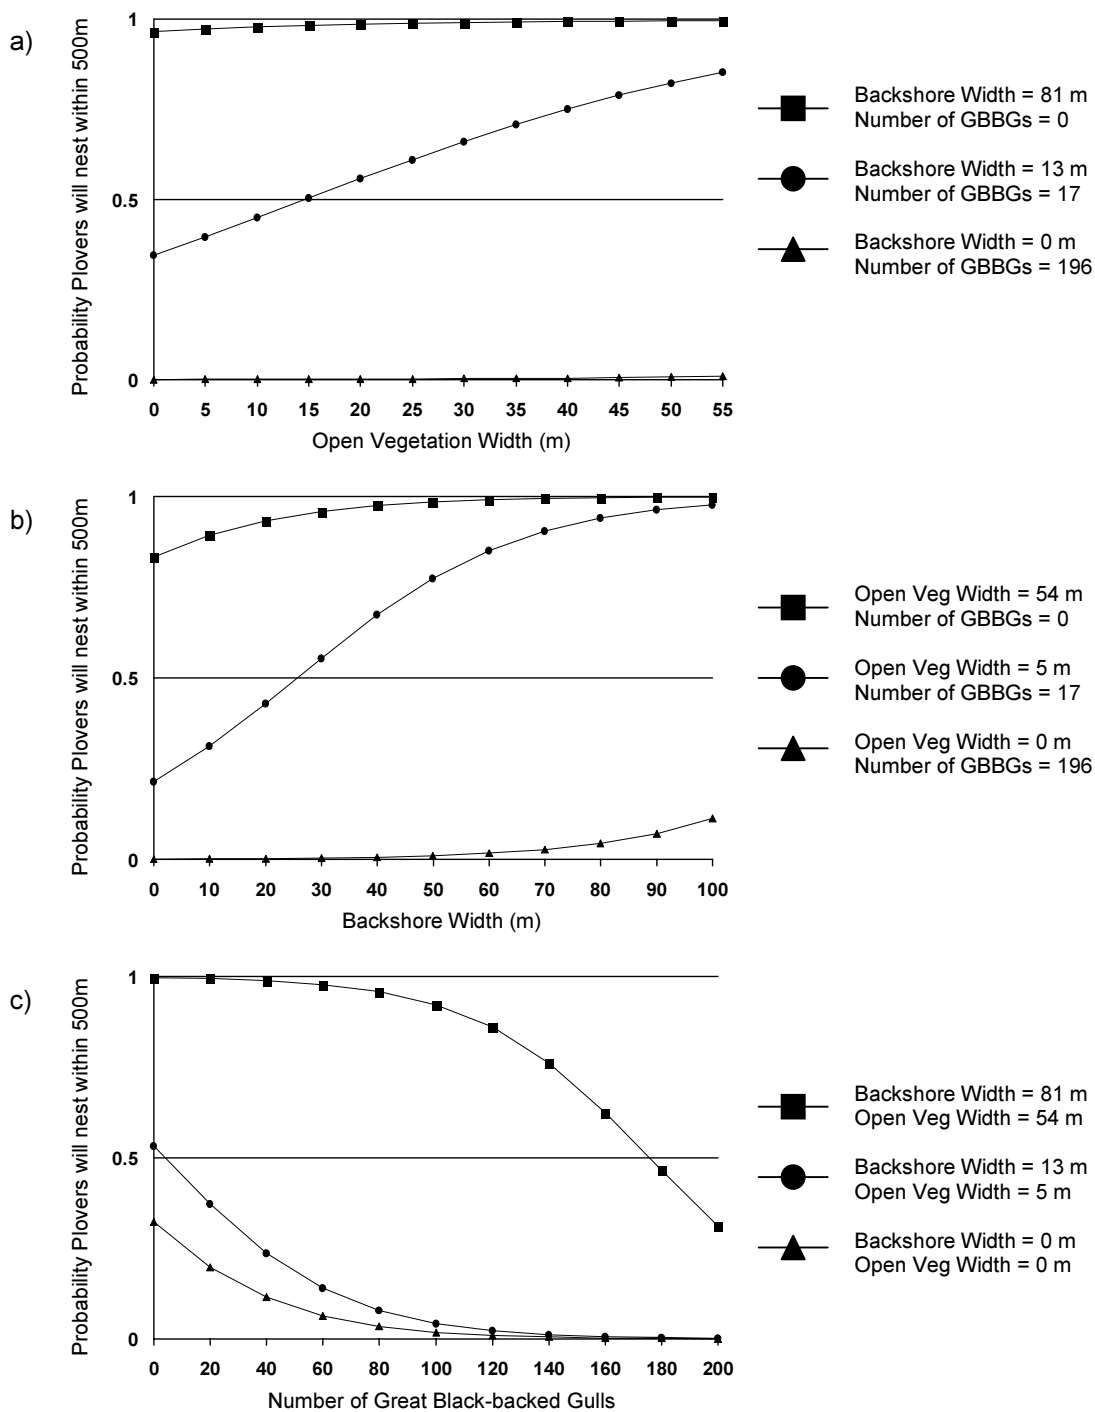 a)
Probability Plovers will nest within 500m
1
0.5
0
0 5 10 15 20 25 30 35 40 45 50 55
Open Vegetation Width (m)
Backshore Width = 81 m
Number of GBBGs = 0
Backshore Width = 13 m
Number of GBBGs = 17
Backshore Width = 0 m
Number of GBBGs = 196
b)
Probability Plovers will nest within 500m
1
0.5
0
0 10 20 30 40 50 60 70 80 90 100
Backshore Width (m)
Open Veg Width = 54 m
Number of GBBGs = 0
Open Veg Width = 5 m
Number of GBBGs = 17
Open Veg Width = 0 m
Number of GBBGs = 196
c)
Probability Plovers will nest within 500m
1
0.5
0
0 20 40 60 80 100 120 140 160 180 200
Number of Great Black-backed Gulls
Backshore Width = 81 m
Open Veg Width = 54 m
Backshore Width = 13 m
Open Veg Width = 5 m
Backshore Width = 0 m
Open Veg Width = 0 m